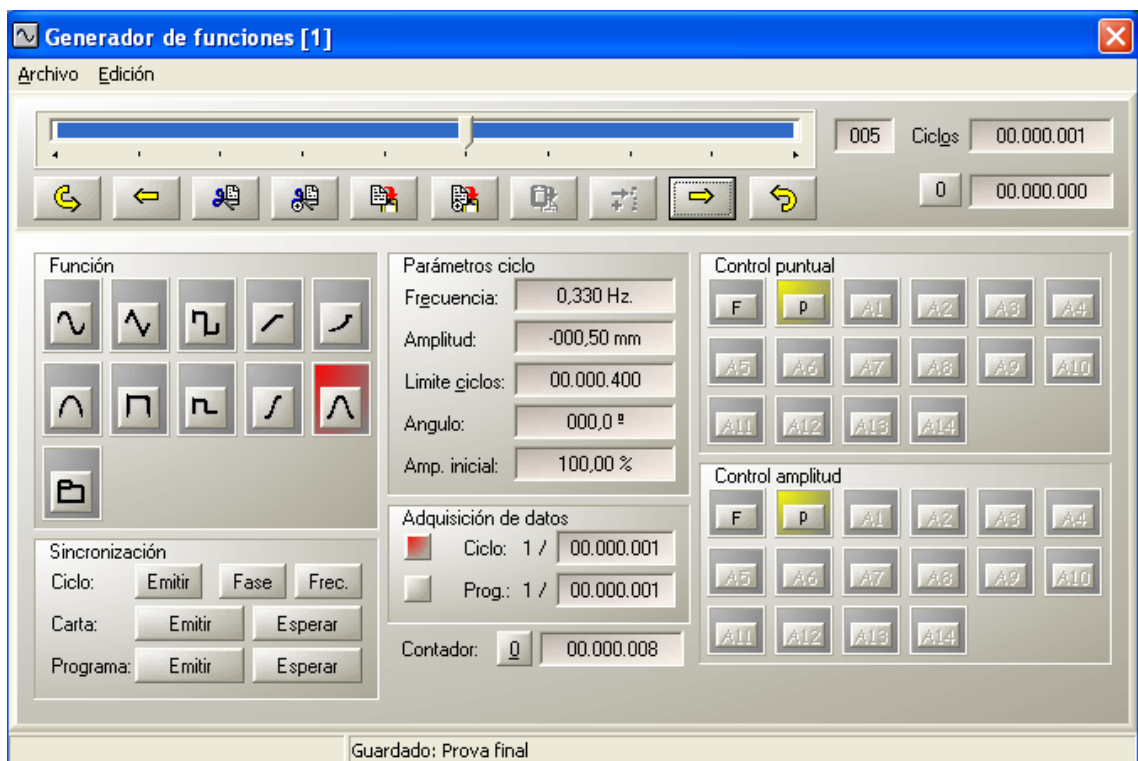 Generador de funciones [1]
Archivo Edición
005 Ciclos 00.000.001
0 00.000.000
Función
Parámetros ciclo
Frecuencia: 0,330 Hz.
Amplitud: -000,50 mm
Limite ciclos: 00.000.400
Angulo: 000,0 º
Amp. inicial: 100,00 %
Control puntual
F P A1 A2 A3 A4
A5 A6 A7 A8 A9 A10
A11 A12 A13 A14
Control amplitud
F P A1 A2 A3 A4
A5 A6 A7 A8 A9 A10
A11 A12 A13 A14
Sincronización
Ciclo: Emitir Fase Frec.
Carta: Emitir Esperar
Programa: Emitir Esperar
Adquisición de datos
Ciclo: 1 / 00.000.001
Prog.: 1 / 00.000.001
Contador: 0 00.000.008
Guardado: Prova final